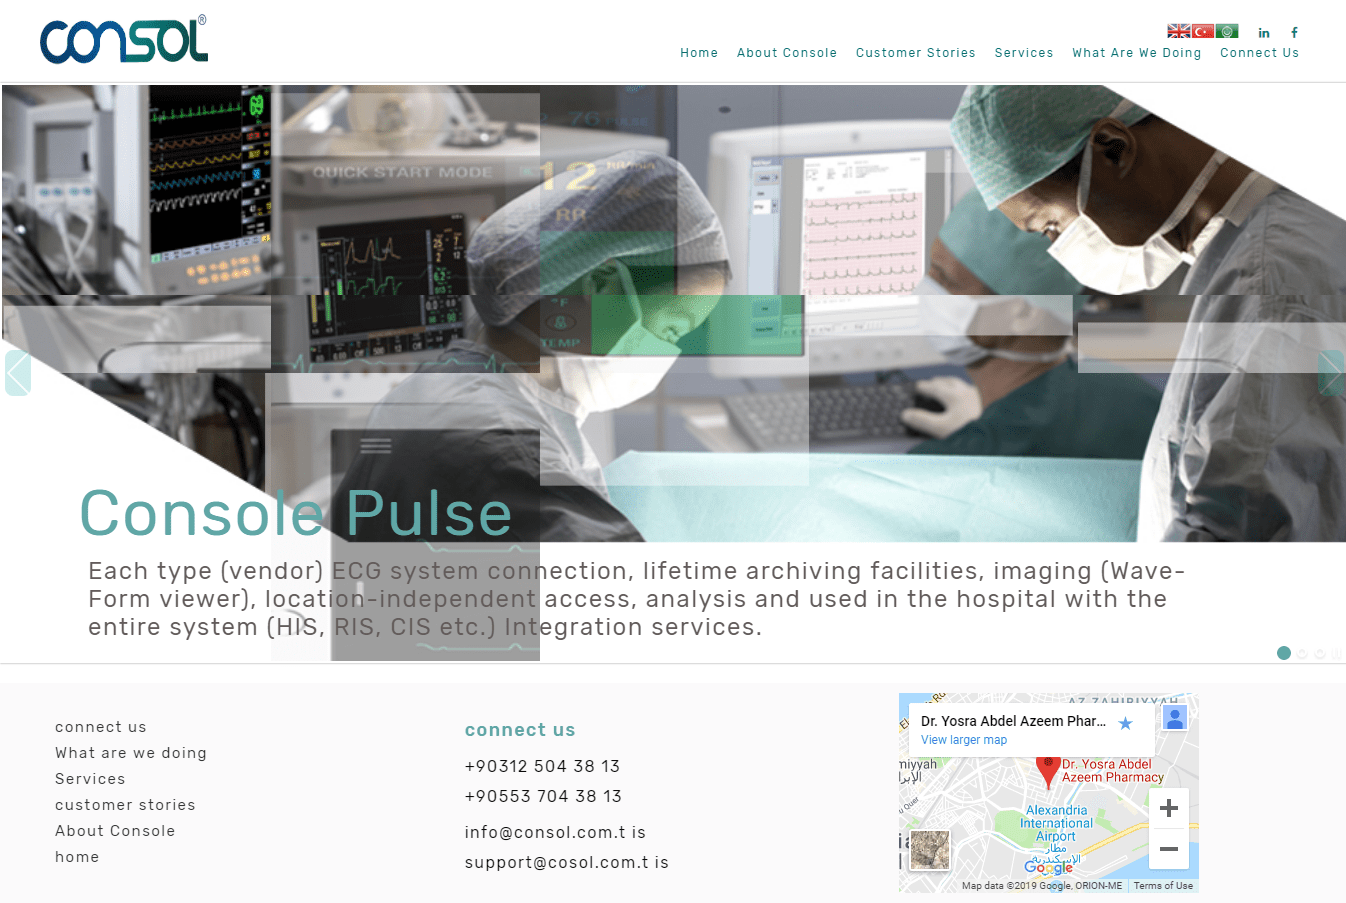 CONSOL®
Home About Console Customer Stories Services What Are We Doing Connect Us
QUICK START MODE
76
12
RR
°F
TEMP
Console Pulse
Each type (vendor) ECG system connection, lifetime archiving facilities, imaging (Wave-
Form viewer), location-independent access, analysis and used in the hospital with the
entire system (HIS, RIS, CIS etc.) Integration services.
connect us
What are we doing
Services
customer stories
About Console
home
connect us
+90312 504 38 13
+90553 704 38 13
info@consol.com.t is
support@cosol.com.t is
AZ ZAHIRIYYAH
Dr. Yosra Abdel Azeem Phar...
View larger map
Dr. Yosra Abdel
Azeem Pharmacy
Alexandria
International
Airport
مطار
الإسكندرية
Google
Map data ©2019 Google, ORION-ME Terms of Use